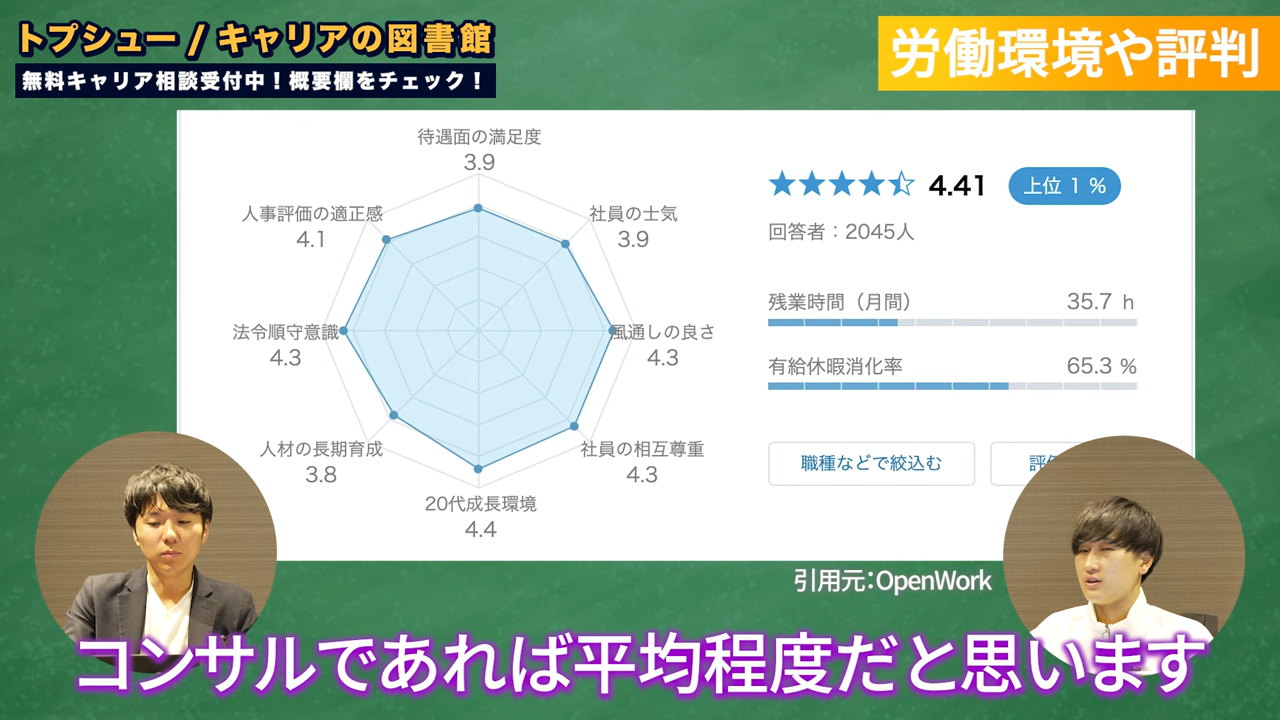 トプシュー / キャリアの図書館
無料キャリア相談受付中！概要欄をチェック！
労働環境や評判
待遇面の満足度
3.9
社員の士気
3.9
風通しの良さ
4.3
社員の相互尊重
4.3
20代成長環境
4.4
人材の長期育成
3.8
法令順守意識
4.3
人事評価の適正感
4.1
4.41
上位 1 %
回答者：2045人
残業時間（月間） 35.7 h
有給休暇消化率 65.3 %
職種などで絞込む
引用元：OpenWork
コンサルであれば平均程度だと思います